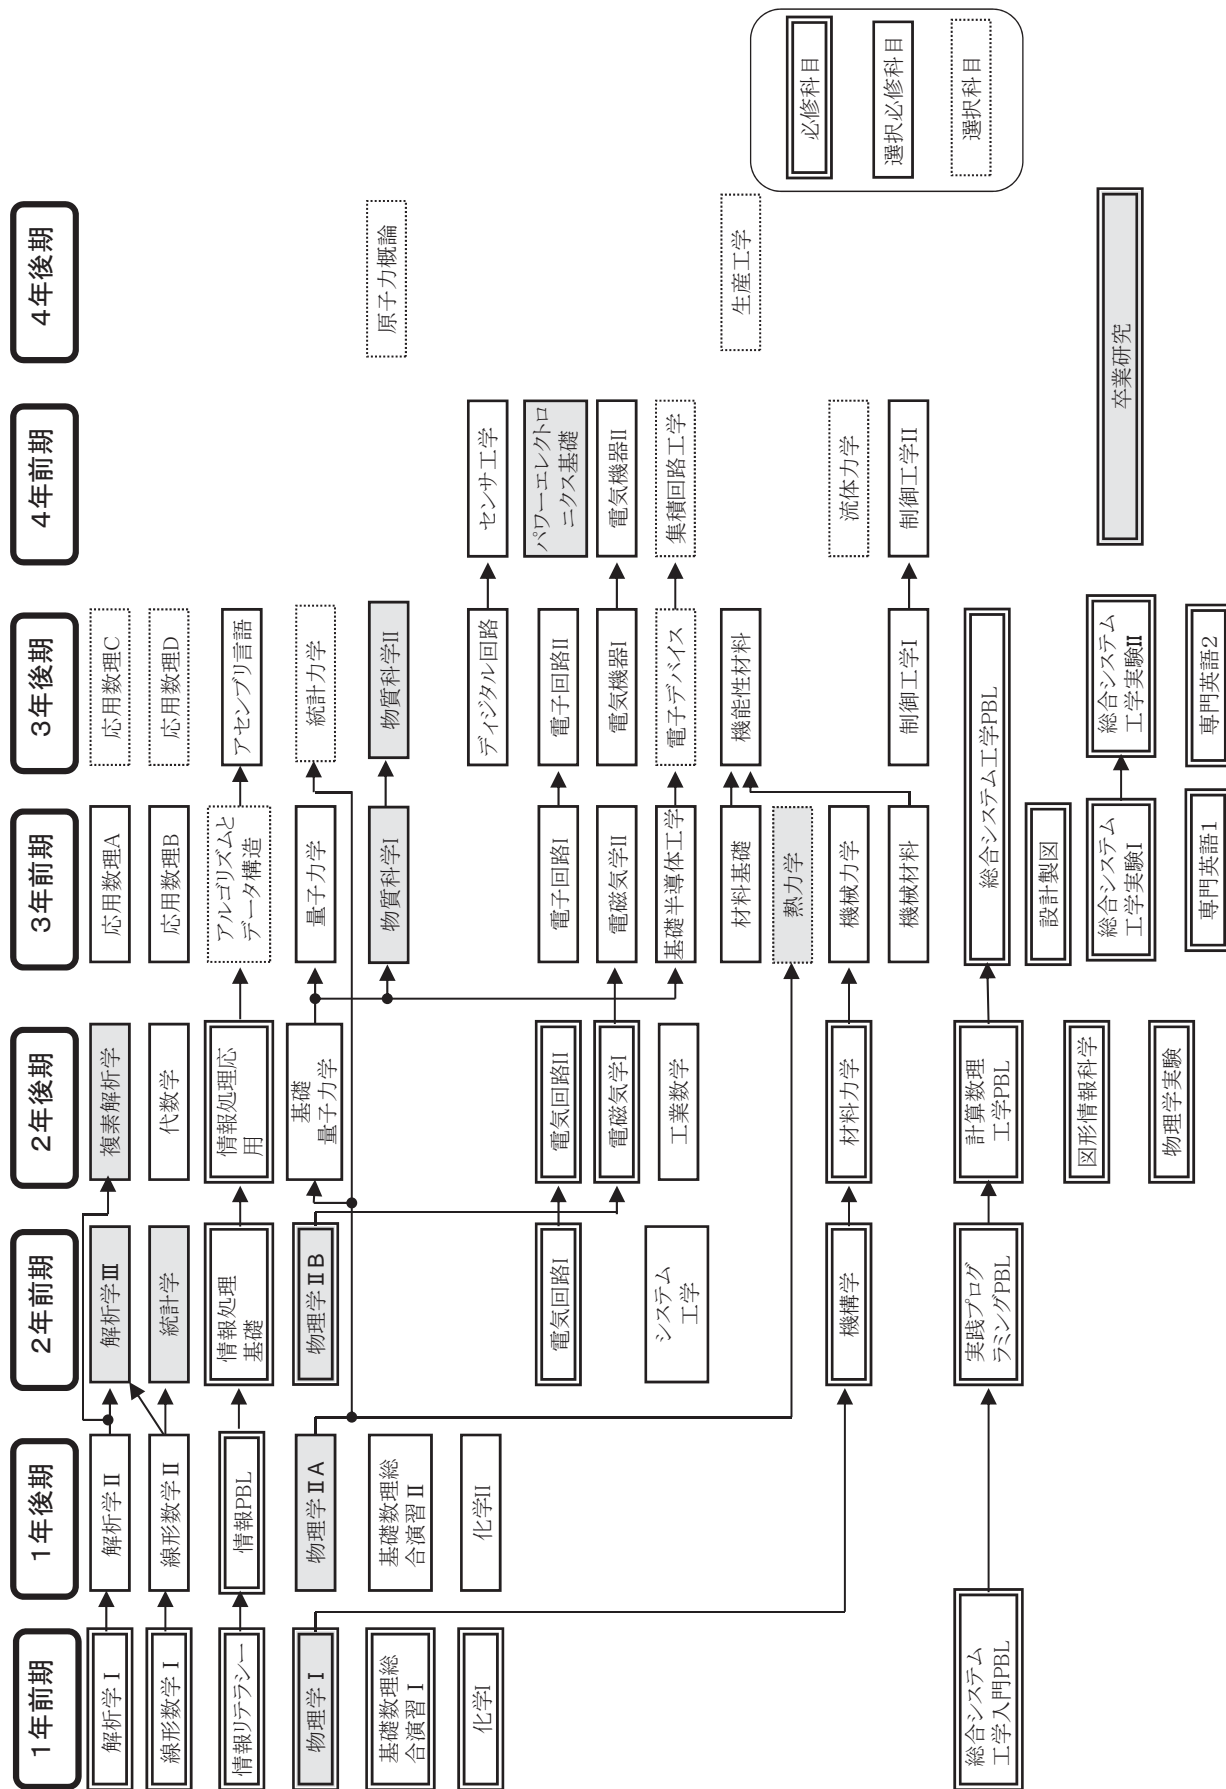 1年前期
解析学 I
線形数学 I
情報リテラシー
物理学 I
基礎数理総
合演習 I
化学I
総合システム
工学入門PBL
1年後期
解析学 II
線形数学 II
情報PBL
物理学 II A
基礎数理総
合演習 II
化学II
2年前期
解析学III
統計学
情報処理
基礎
物理学 II B
電気回路I
システム
工学
機構学
実践プログ
ラミングPBL
2年後期
複素解析学
代数学
情報処理応
用
基礎
量子力学
電気回路II
電磁気学I
工業数学
材料力学
計算数理
工学PBL
図形情報科学
物理学実験
3年前期
応用数理A
応用数理B
アルゴリズムと
データ構造
量子力学
物質科学I
電子回路I
電磁気学II
基礎半導体工学
材料基礎
熱力学
機械力学
機械材料
総合システム工学PBL
設計製図
総合システム
工学実験I
専門英語1
3年後期
応用数理C
応用数理D
アセンブリ言語
統計力学
物質科学II
ディジタル回路
電子回路II
電気機器I
電子デバイス
機能性材料
制御工学I
総合システム
工学実験II
専門英語2
4年前期
センサ工学
パワーエレクトロ
ニクス基礎
電気機器II
集積回路工学
流体力学
制御工学II
卒業研究
4年後期
原子力概論
生産工学
必修科目
選択必修科目
選択科目